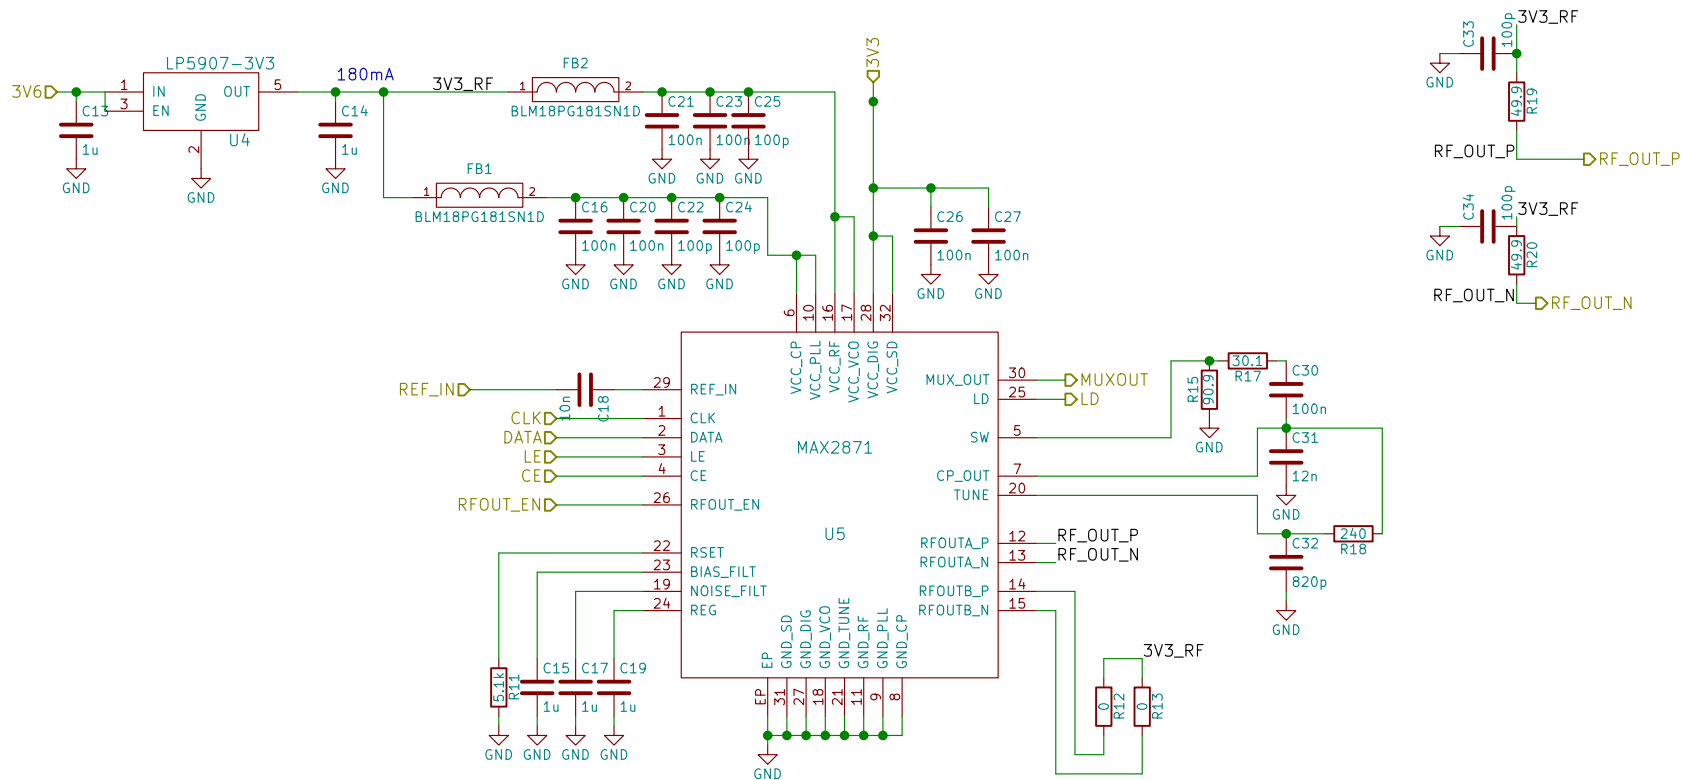 3V6
C13
1u
GND
LP5907-3V3
1 IN
3 EN
OUT 5
GND
2
U4
GND
180mA
C14
1u
GND
3V3_RF
FB2
1 2
BLM18PG181SN1D
C21 C23 C25
100n 100n 100p
GND GND GND
FB1
1 2
BLM18PG181SN1D
C16 C20 C22 C24
100n 100n 100p 100p
GND GND GND GND
3V3
C26 C27
100n 100n
GND GND
C33
100p
3V3_RF
GND
49.9
R19
RF_OUT_P
RF_OUT_P
C34
100p
3V3_RF
GND
49.9
R20
RF_OUT_N
RF_OUT_N
6 10 16 17 28 32
VCC_CP VCC_PLL VCC_RF VCC_VCO VCC_DIG VCC_SD
REF_IN
10n
C18
29 REF_IN
CLK 1 CLK
DATA 2 DATA
LE 3 LE
CE 4 CE
RFOUT_EN 26 RFOUT_EN
22 RSET
23 BIAS_FILT
19 NOISE_FILT
24 REG
MAX2871
U5
MUX_OUT 30 MUXOUT
LD 25 LD
SW 5
CP_OUT 7
TUNE 20
RFOUTA_P 12 RF_OUT_P
RFOUTA_N 13 RF_OUT_N
RFOUTB_P 14
RFOUTB_N 15
EP GND_SD GND_DIG GND_VCO GND_TUNE GND_RF GND_PLL GND_CP
EP 31 27 18 21 11 9 8
GND
5.1k
R11
GND
C15 C17 C19
1u 1u 1u
GND GND GND
R15
90.9
GND
30.1
R17
C30
100n
C31
12n
GND
240
R18
C32
820p
GND
3V3_RF
0
R12
0
R13